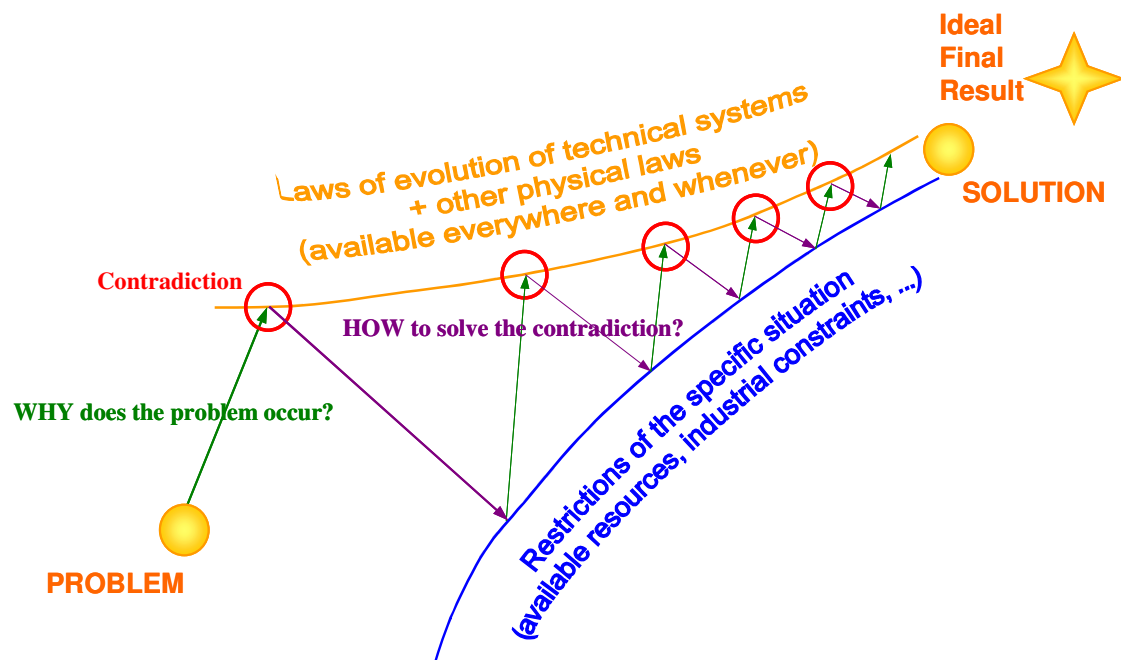 Ideal
Final
Result
SOLUTION
Laws of evolution of technical systems
+ other physical laws
(available everywhere and whenever)
Contradiction
HOW to solve the contradiction?
WHY does the problem occur?
Restrictions of the specific situation
(available resources, industrial constraints, ...)
PROBLEM